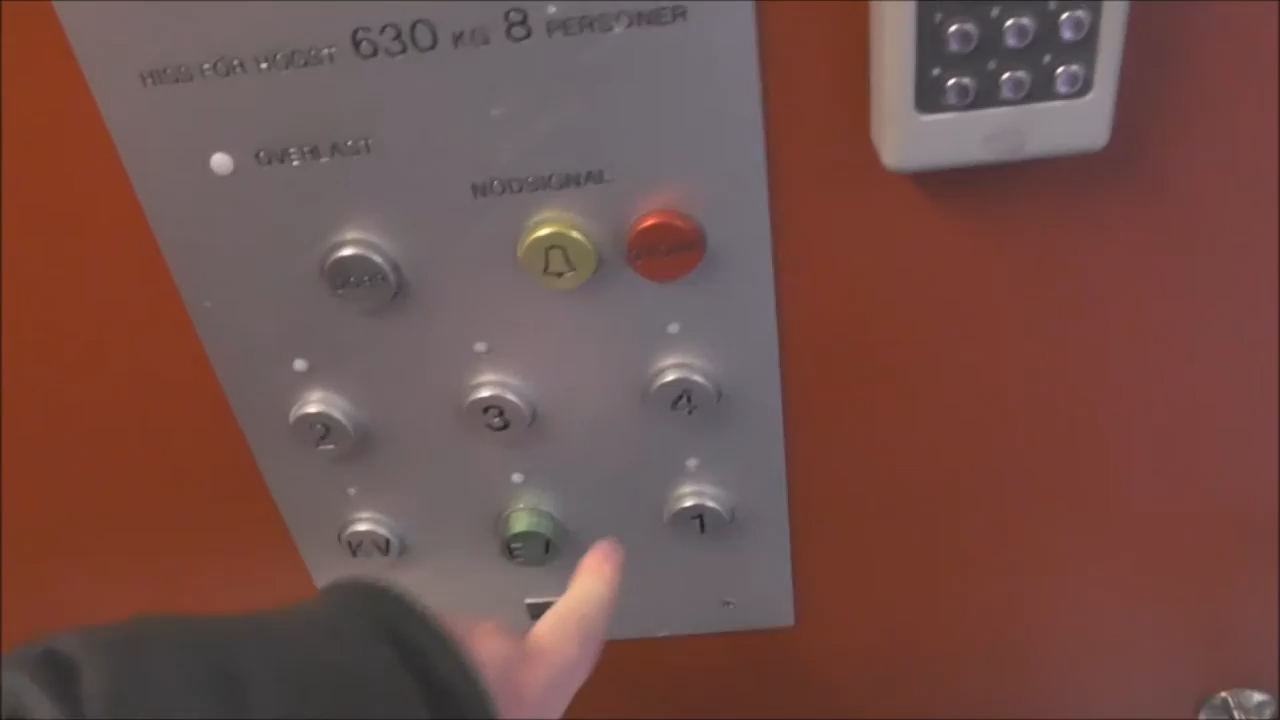 HISS FÖR HÖGST 630 KG 8 PERSONER
ÖVERLAST
NÖDSIGNAL
2 3 4
KV 1